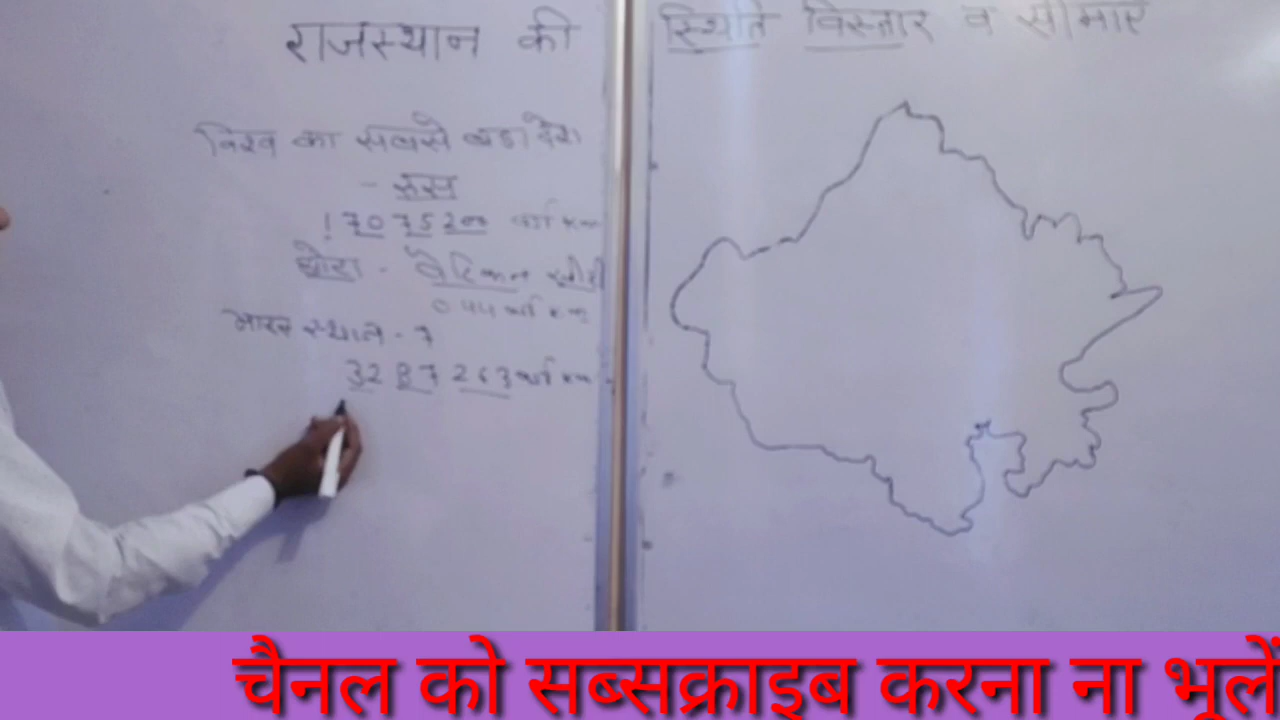 राजस्थान की स्थिति विस्तार व सीमाएं
विश्व का सबसे बडा देश
- रूस
17075200 वर्ग km
छोटा - वेटिकन सीटी
0.44 वर्ग km
भारत स्थान - 7
3287263 वर्ग km
चैनल को सब्सक्राइब करना ना भूलें